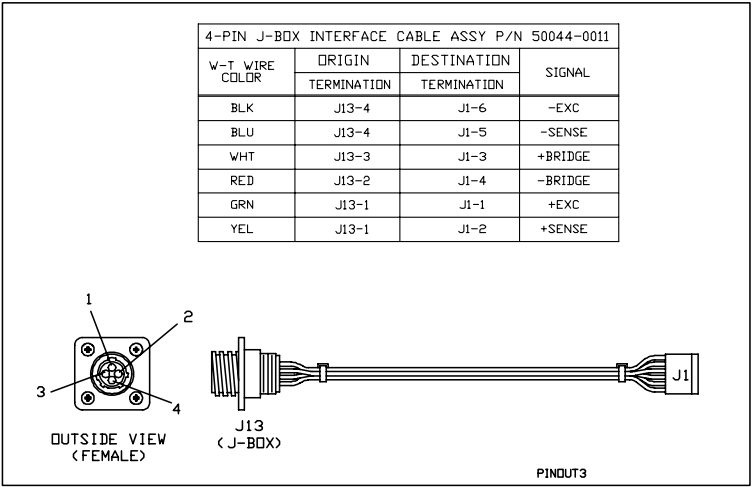 4-PIN J-BOX INTERFACE CABLE ASSY P/N 50044-0011
W-T WIRE COLOR ORIGIN DESTINATION SIGNAL
TERMINATION TERMINATION
BLK J13-4 J1-6 -EXC
BLU J13-4 J1-5 -SENSE
WHT J13-3 J1-3 +BRIDGE
RED J13-2 J1-4 -BRIDGE
GRN J13-1 J1-1 +EXC
YEL J13-1 J1-2 +SENSE
1
2
3
4
OUTSIDE VIEW
(FEMALE)
J13
(J-BOX)
J1
PINOUT3